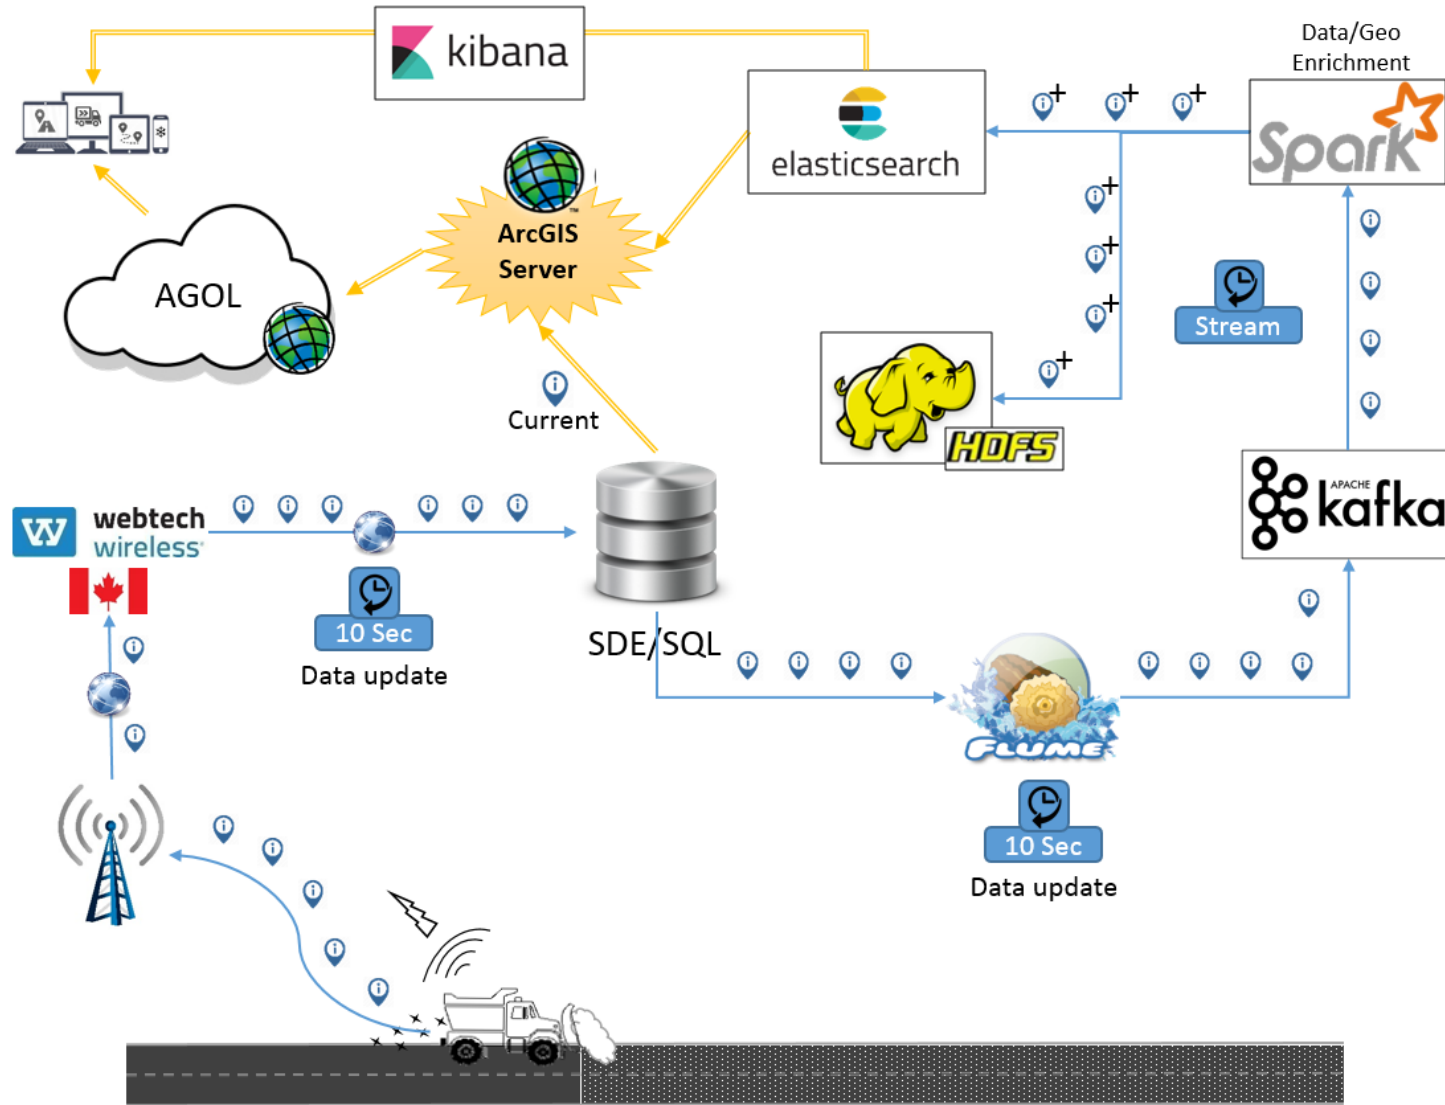 kibana
Data/Geo
Enrichment
elasticsearch
Spark
ArcGIS
Server
AGOL
Stream
HDFS
Current
webtech
wireless
APACHE
kafka
10 Sec
Data update
SDE/SQL
FLUME
10 Sec
Data update